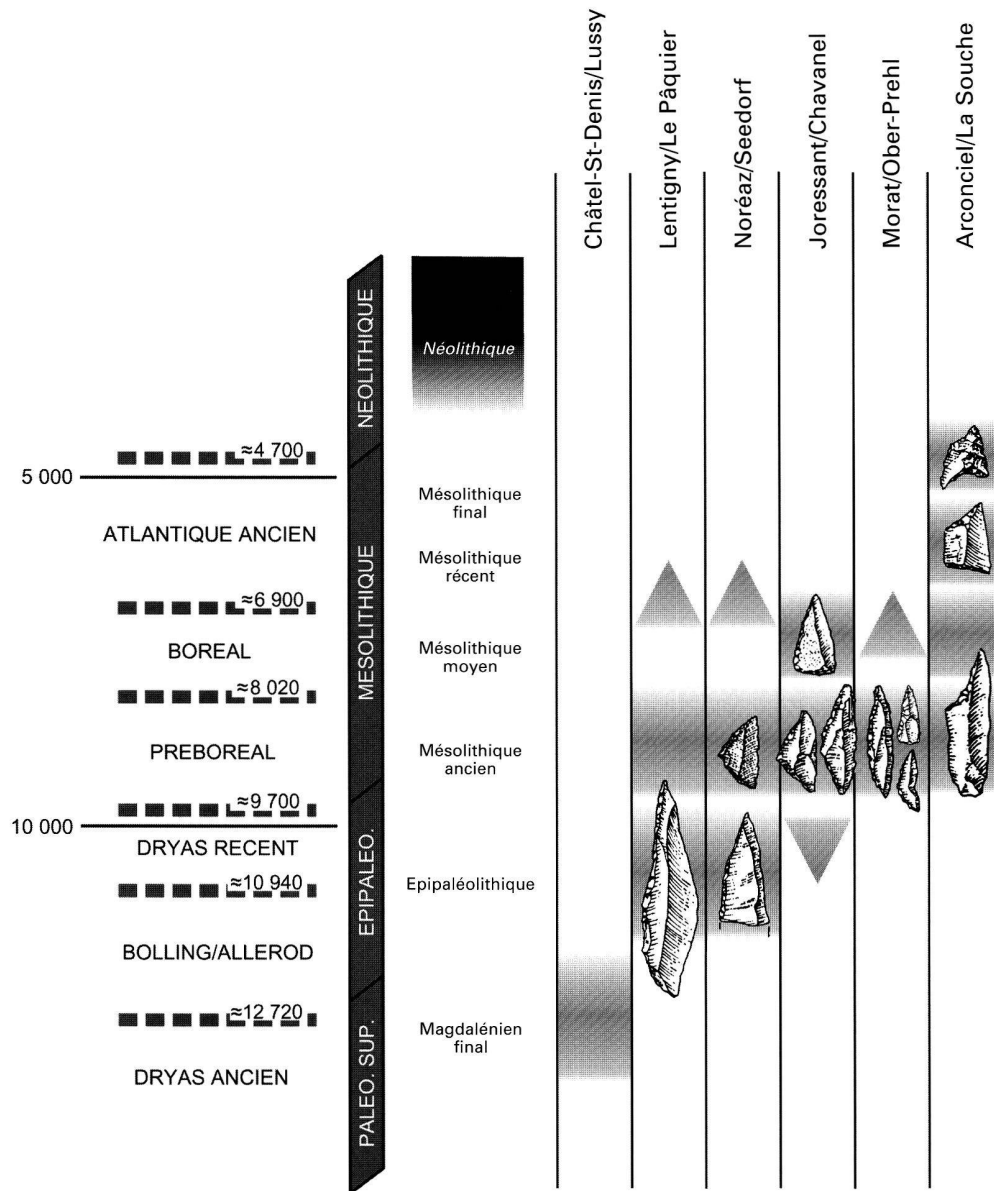 Châtel-St-Denis/Lussy
Lentigny/Le Pâquier
Noréaz/Seedorf
Joressant/Chavanel
Morat/Ober-Prehl
Arconciel/La Souche
NEOLITHIQUE
MESOLITHIQUE
EPIPALEO.
PALEO. SUP.
Néolithique
≈4 700
5 000
ATLANTIQUE ANCIEN
≈6 900
BOREAL
≈8 020
PREBOREAL
≈9 700
10 000
DRYAS RECENT
≈10 940
BOLLING/ALLEROD
≈12 720
DRYAS ANCIEN
Mésolithique
final
Mésolithique
récent
Mésolithique
moyen
Mésolithique
ancien
Epipaléolithique
Magdalénien
final